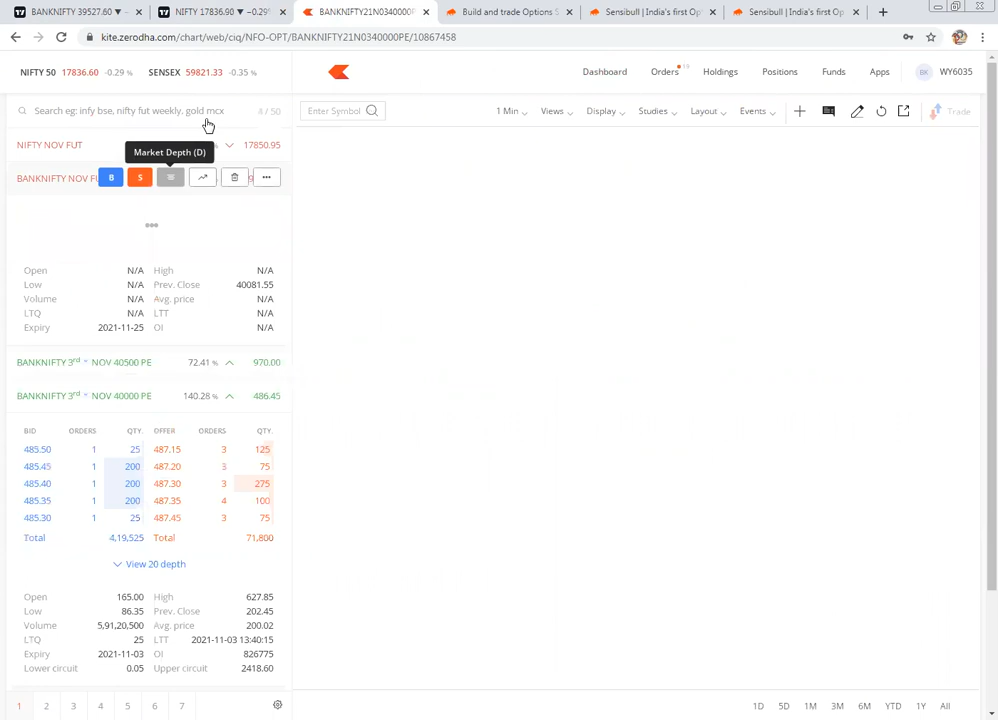 BANKNIFTY 39527.60 ▼ −
NIFTY 17836.90 ▼ −0.29%
BANKNIFTY21N0340000P
Build and trade Options S
Sensibull | India's first Op
Sensibull | India's first Op
kite.zerodha.com/chart/web/ciq/NFO-OPT/BANKNIFTY21N0340000PE/10867458
NIFTY 50 17836.60 -0.29 % SENSEX 59821.33 -0.35 %
Dashboard Orders Holdings Positions Funds Apps BK WY6035
Search eg: infy bse, nifty fut weekly, gold mcx 4 / 50
Enter Symbol 1 Min Views Display Studies Layout Events Trade
NIFTY NOV FUT % 17850.95
Market Depth (D)
BANKNIFTY NOV F B S
Open N/A High N/A
Low N/A Prev. Close 40081.55
Volume N/A Avg. price N/A
LTQ N/A LTT N/A
Expiry 2021-11-25 OI N/A
BANKNIFTY 3rd NOV 40500 PE 72.41 % 970.00
BANKNIFTY 3rd NOV 40000 PE 140.28 % 486.45
BID ORDERS QTY. OFFER ORDERS QTY.
485.50 1 25 487.15 3 125
485.45 1 200 487.20 3 75
485.40 1 200 487.30 3 275
485.35 1 200 487.35 4 100
485.30 1 25 487.45 3 75
Total 4,19,525 Total 71,800
View 20 depth
Open 165.00 High 627.85
Low 86.35 Prev. Close 202.45
Volume 5,91,20,500 Avg. price 200.02
LTQ 25 LTT 2021-11-03 13:40:15
Expiry 2021-11-03 OI 826775
Lower circuit 0.05 Upper circuit 2418.60
1 2 3 4 5 6 7
1D 5D 1M 3M 6M YTD 1Y All